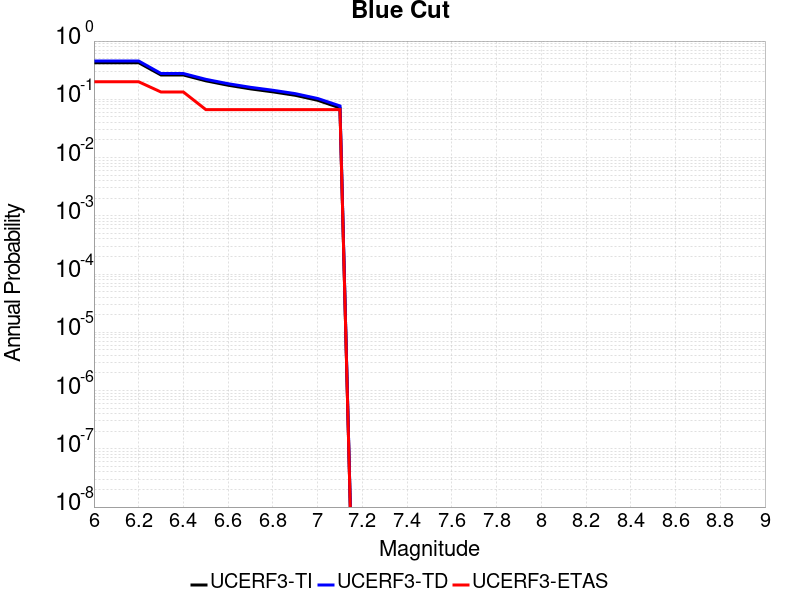 Blue Cut
10^0
10^-1
10^-2
10^-3
10^-4
10^-5
10^-6
10^-7
10^-8
Annual Probability
6 6.2 6.4 6.6 6.8 7 7.2 7.4 7.6 7.8 8 8.2 8.4 8.6 8.8 9
Magnitude
UCERF3-TI UCERF3-TD UCERF3-ETAS